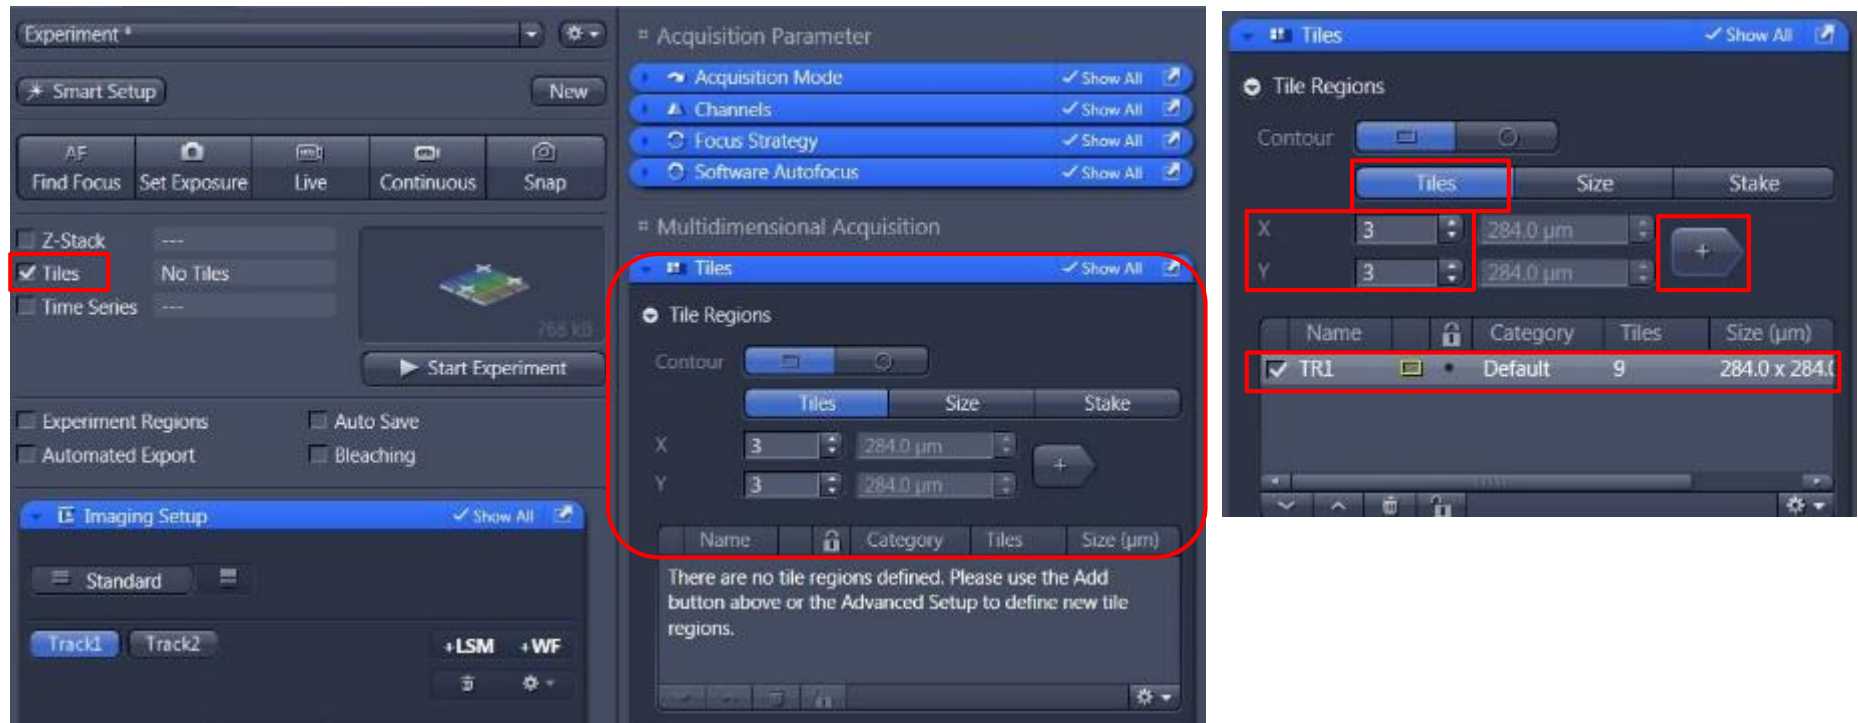 Experiment *
Smart Setup
New
AF
Find Focus
Set Exposure
Live
Continuous
Snap
Z-Stack
---
Tiles
No Tiles
Time Series
---
768 kB
Start Experiment
Experiment Regions
Auto Save
Automated Export
Bleaching
Imaging Setup
Show All
Standard
Track1
Track2
+LSM
+WF
Acquisition Parameter
Acquisition Mode
Show All
Channels
Show All
Focus Strategy
Show All
Software Autofocus
Show All
Multidimensional Acquisition
Tiles
Show All
Tile Regions
Contour
Tiles
Size
Stake
X
3
284.0 µm
+
Y
3
284.0 µm
Name
Category
Tiles
Size (µm)
There are no tile regions defined. Please use the Add
button above or the Advanced Setup to define new tile
regions.
Tiles
Show All
Tile Regions
Contour
Tiles
Size
Stake
X
3
284.0 µm
+
Y
3
284.0 µm
Name
Category
Tiles
Size (µm)
TR1
Default
9
284.0 x 284.0